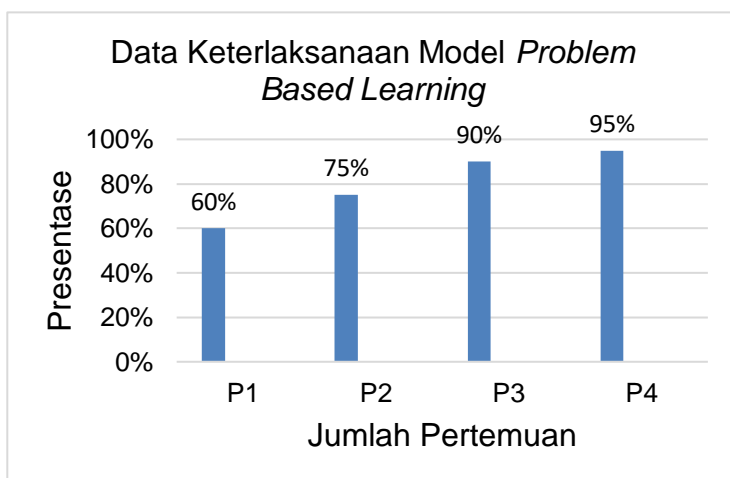 Data Keterlaksanaan Model Problem
Based Learning
Presentase
100%
80%
60%
40%
20%
0%
60%
75%
90%
95%
P1
P2
P3
P4
Jumlah Pertemuan